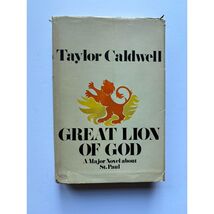 Taylor Caldwell
GREAT LION
OF GOD
A Major Novel about
St. Paul